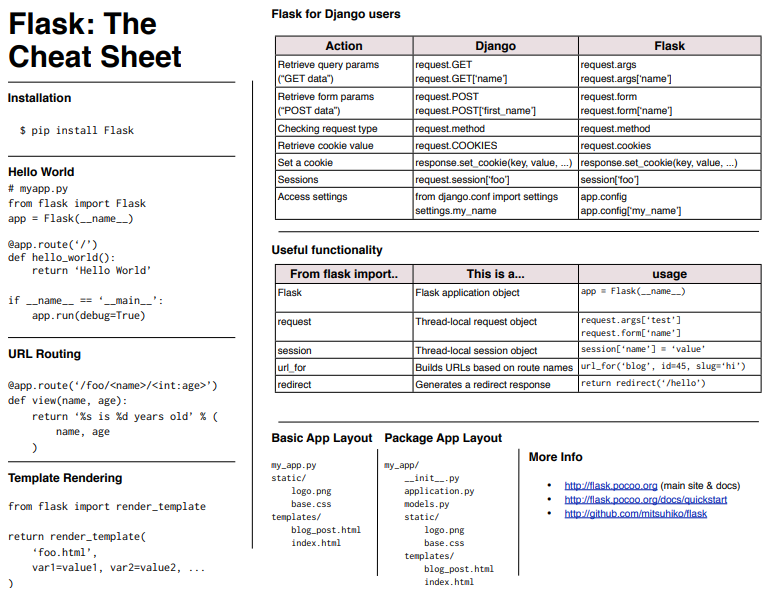 Flask: The
Cheat Sheet
Installation
$ pip install Flask
Hello World
# myapp.py
from flask import Flask
app = Flask(__name__)
@app.route(‘/’)
def hello_world():
    return ‘Hello World’
if __name__ == ‘__main__’:
    app.run(debug=True)
URL Routing
@app.route(‘/foo/<name>/<int:age>’)
def view(name, age):
    return ‘%s is %d years old’ % (
        name, age
    )
Template Rendering
from flask import render_template
return render_template(
    ‘foo.html’,
    var1=value1, var2=value2, ...
)
Flask for Django users
Action Django Flask
Retrieve query params request.GET request.args
(“GET data”) request.GET[‘name’] request.args[‘name’]
Retrieve form params request.POST request.form
(“POST data”) request.POST[‘first_name’] request.form[‘name’]
Checking request type request.method request.method
Retrieve cookie value request.COOKIES request.cookies
Set a cookie response.set_cookie(key, value, ...) response.set_cookie(key, value, ...)
Sessions request.session[‘foo’] session[‘foo’]
Access settings from django.conf import settings app.config
settings.my_name app.config[‘my_name’]
Useful functionality
From flask import.. This is a... usage
Flask Flask application object app = Flask(__name__)
request Thread-local request object request.args[‘test’]
request.form[‘name’]
session Thread-local session object session[‘name’] = ‘value’
url_for Builds URLs based on route names url_for(‘blog’, id=45, slug=‘hi’)
redirect Generates a redirect response return redirect(‘/hello’)
Basic App Layout
my_app.py
static/
    logo.png
    base.css
templates/
    blog_post.html
    index.html
Package App Layout
my_app/
    __init__.py
    application.py
    models.py
    static/
        logo.png
        base.css
    templates/
        blog_post.html
        index.html
More Info
• http://flask.pocoo.org (main site & docs)
• http://flask.pocoo.org/docs/quickstart
• http://github.com/mitsuhiko/flask